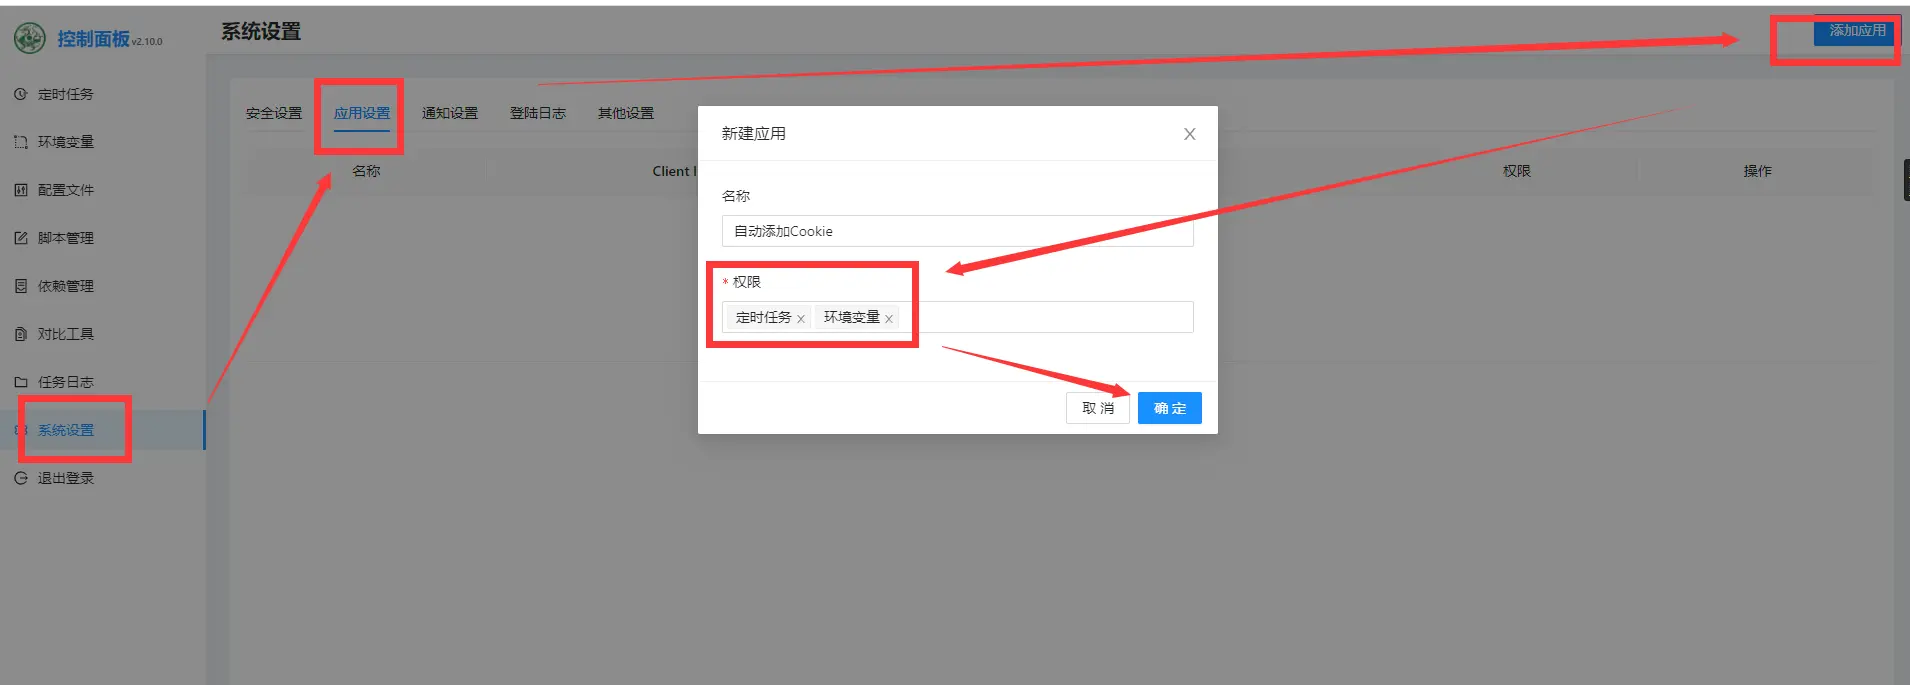 控制面板 v2.10.0
系统设置
添加应用
定时任务
环境变量
配置文件
脚本管理
依赖管理
对比工具
任务日志
系统设置
退出登录
安全设置 应用设置 通知设置 登陆日志 其他设置
名称 Client I 权限 操作
新建应用
名称
自动添加Cookie
* 权限
定时任务 环境变量
取 消 确 定